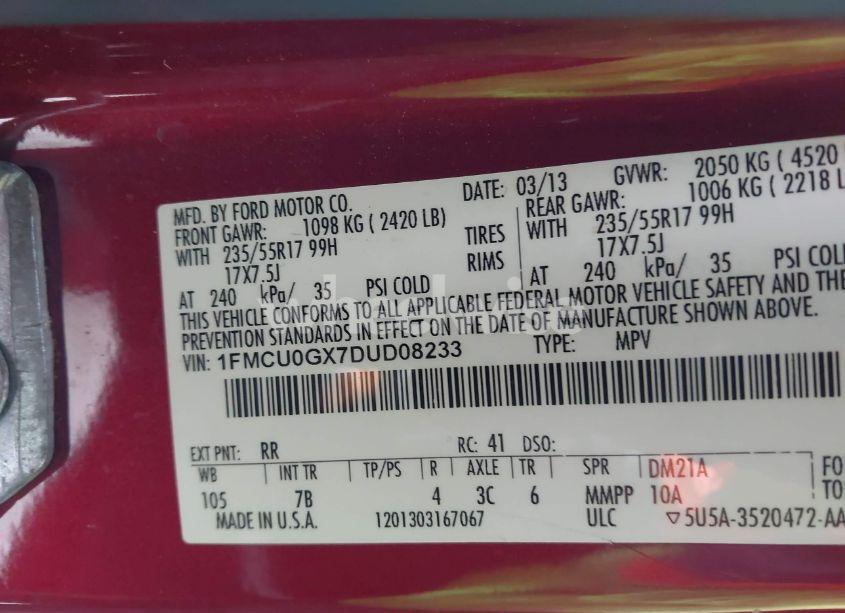 MFD. BY FORD MOTOR CO. DATE: 03/13 GVWR: 2050 KG ( 4520
FRONT GAWR: 1098 KG ( 2420 LB) REAR GAWR: 1006 KG ( 2218 L
WITH 235/55R17 99H TIRES WITH 235/55R17 99H
17X7.5J RIMS 17X7.5J
AT 240 kPa/ 35 PSI COLD AT 240 kPa/ 35 PSI COL
THIS VEHICLE CONFORMS TO ALL APPLICABLE FEDERAL MOTOR VEHICLE SAFETY AND THE
PREVENTION STANDARDS IN EFFECT ON THE DATE OF MANUFACTURE SHOWN ABOVE.
VIN: 1FMCU0GX7DUD08233 TYPE: MPV
EXT PNT: RR RC: 41 DSO:
WB INT TR TP/PS R AXLE TR SPR DM21A FO
105 7B 4 3C 6 MMPP 10A TO
MADE IN U.S.A. 1201303167067 ULC ▽5U5A-3520472-AA